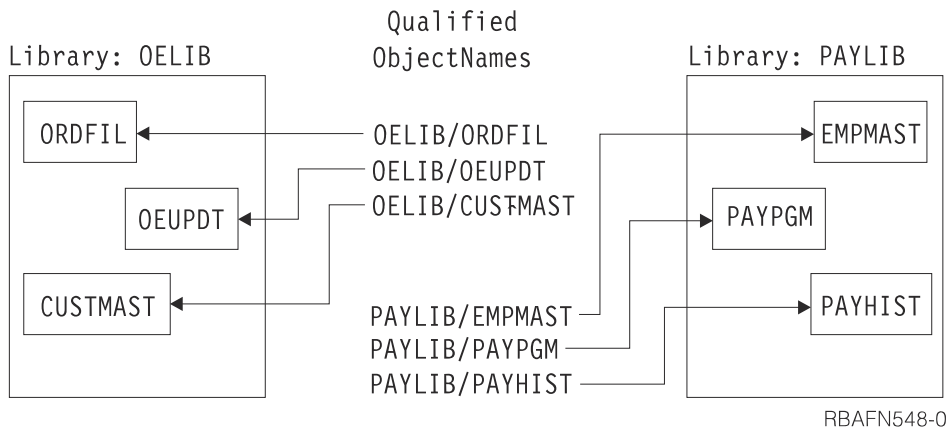 Qualified
ObjectNames
Library: OELIB
Library: PAYLIB
ORDFIL
OEUPDT
CUSTMAST
OELIB/ORDFIL
OELIB/OEUPDT
OELIB/CUSTMAST
PAYLIB/EMPMAST
PAYLIB/PAYPGM
PAYLIB/PAYHIST
EMPMAST
PAYPGM
PAYHIST
RBAFN548-0